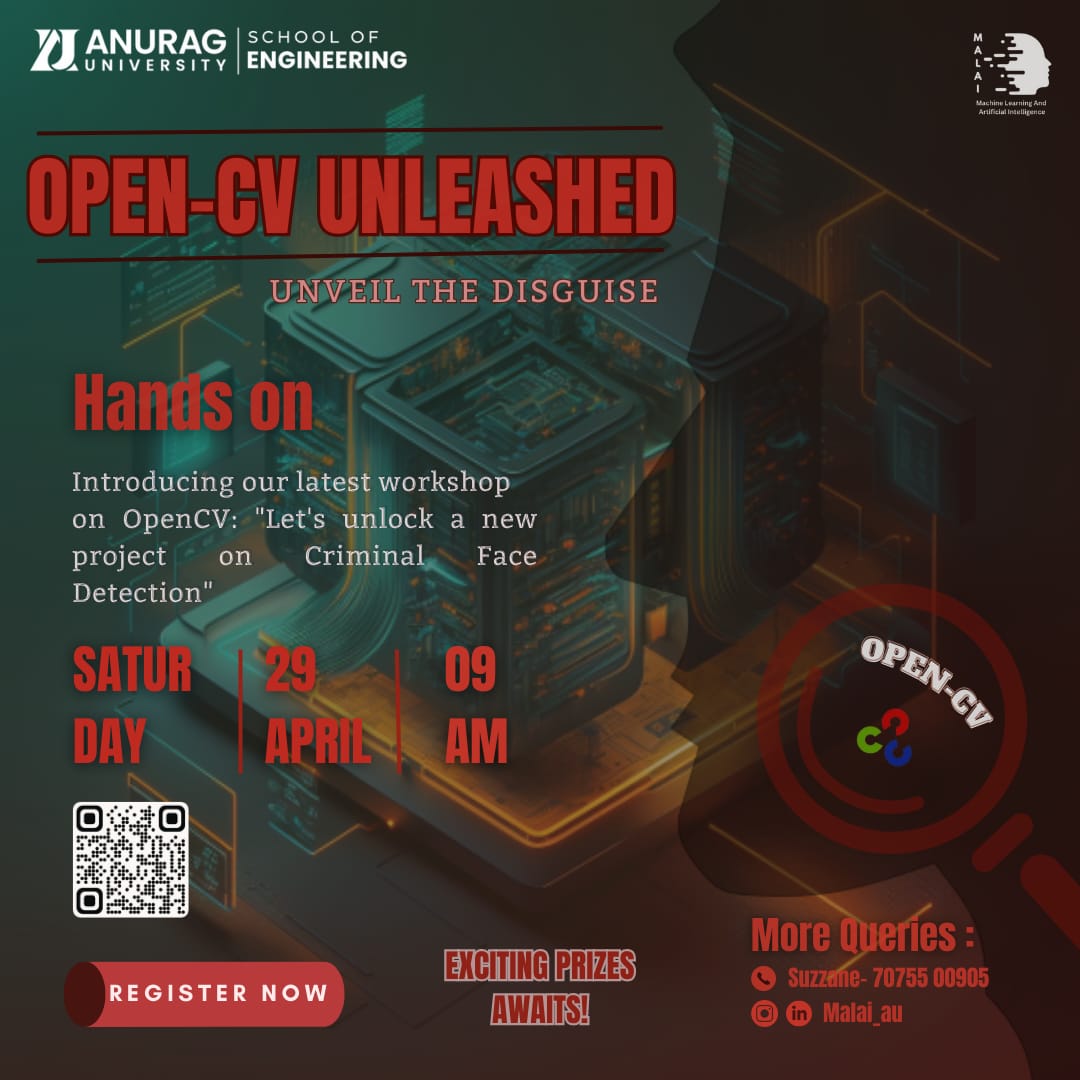 ANURAG
UNIVERSITY
SCHOOL OF
ENGINEERING
MALAI
Machine Learning And
Artificial Intelligence
OPEN-CV UNLEASHED
UNVEIL THE DISGUISE
Hands on
Introducing our latest workshop
on OpenCV: "Let's unlock a new
project on Criminal Face
Detection"
SATUR
DAY
29
APRIL
09
AM
OPEN-CV
REGISTER NOW
EXCITING PRIZES
AWAITS!
More Queries :
Suzzane- 70755 00905
Malai_au